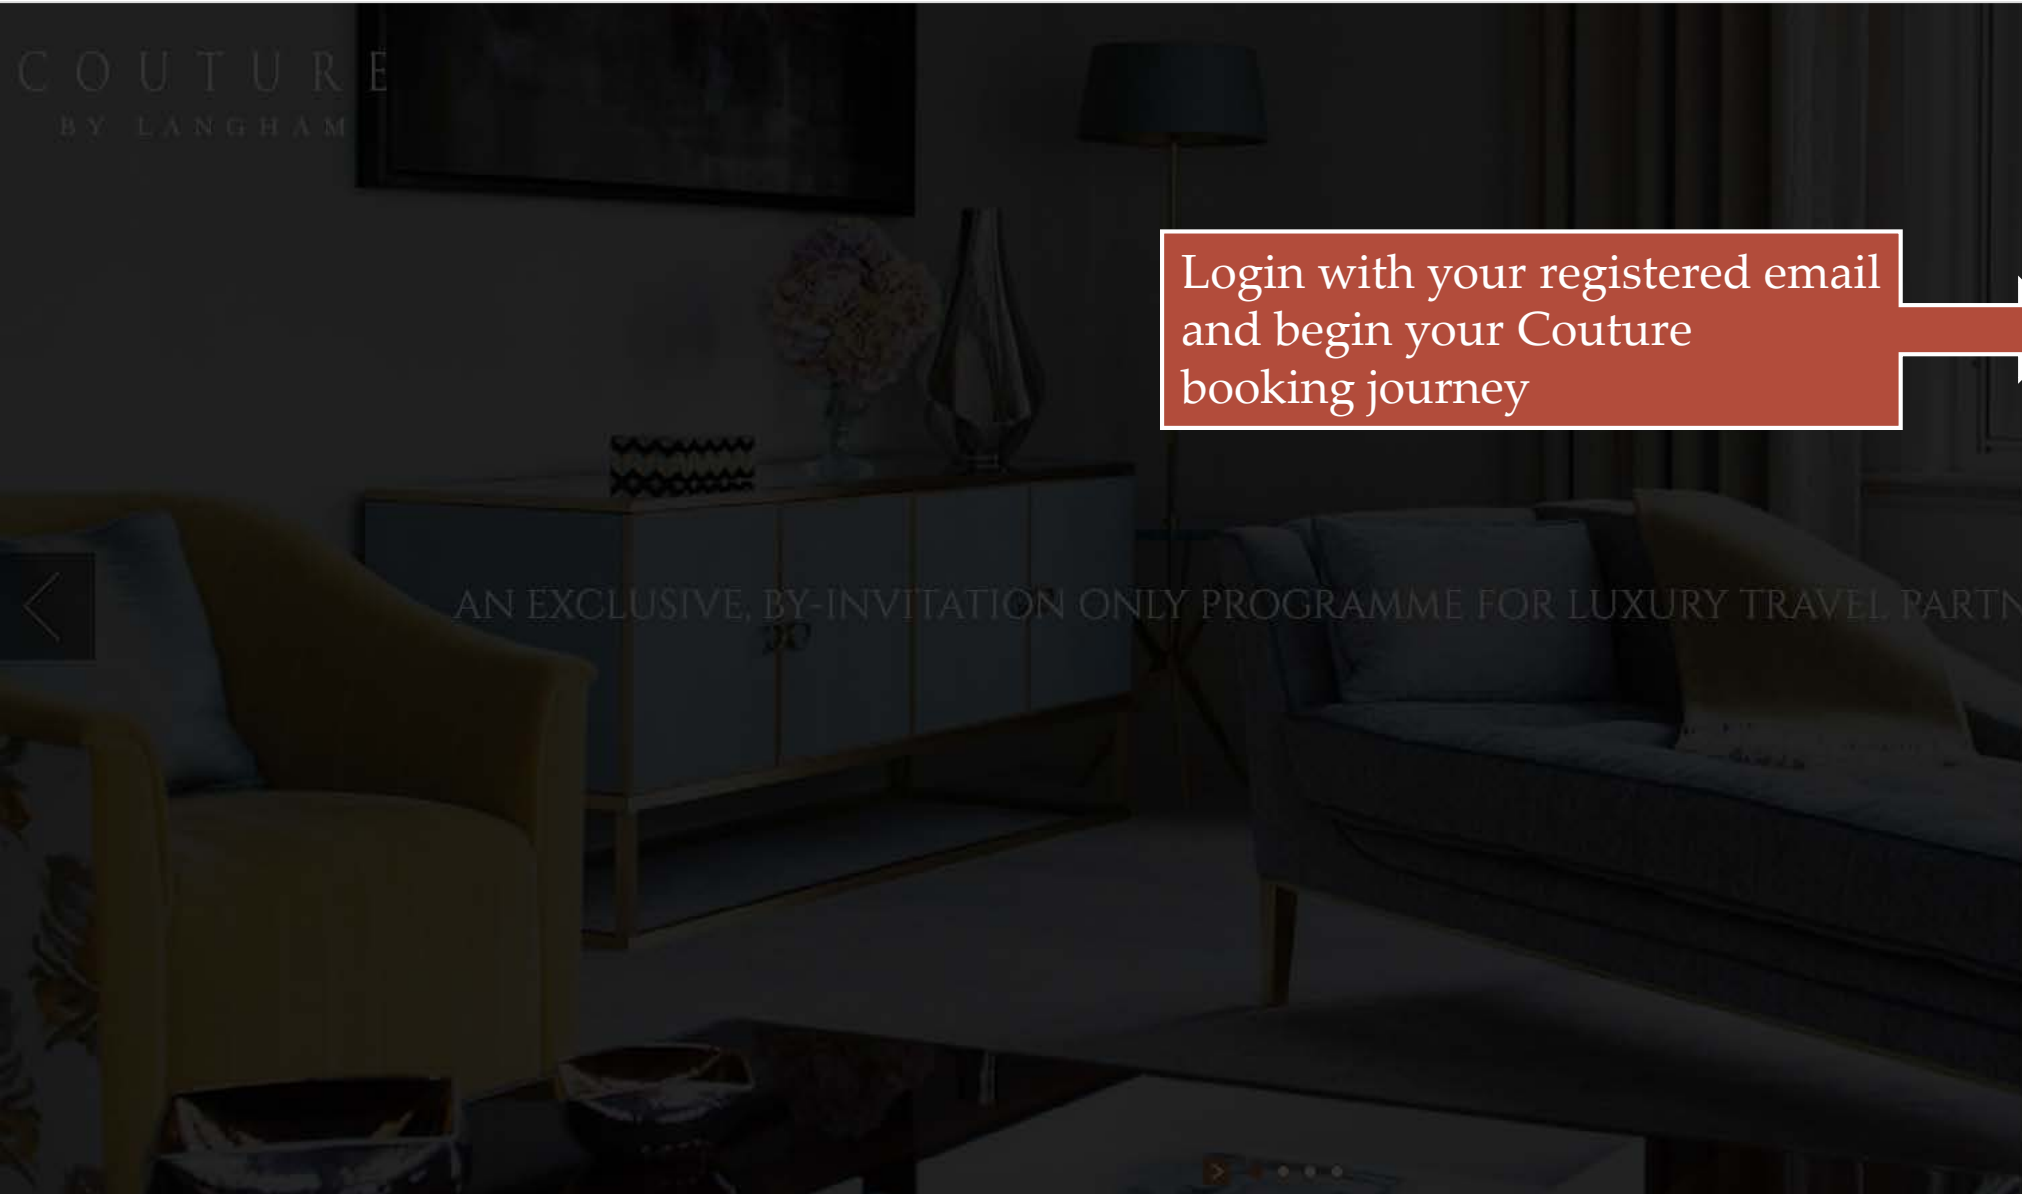 COUTURE
BY LANGHAM
Login with your registered email
and begin your Couture
booking journey
AN EXCLUSIVE, BY-INVITATION ONLY PROGRAMME FOR LUXURY TRAVEL PARTN